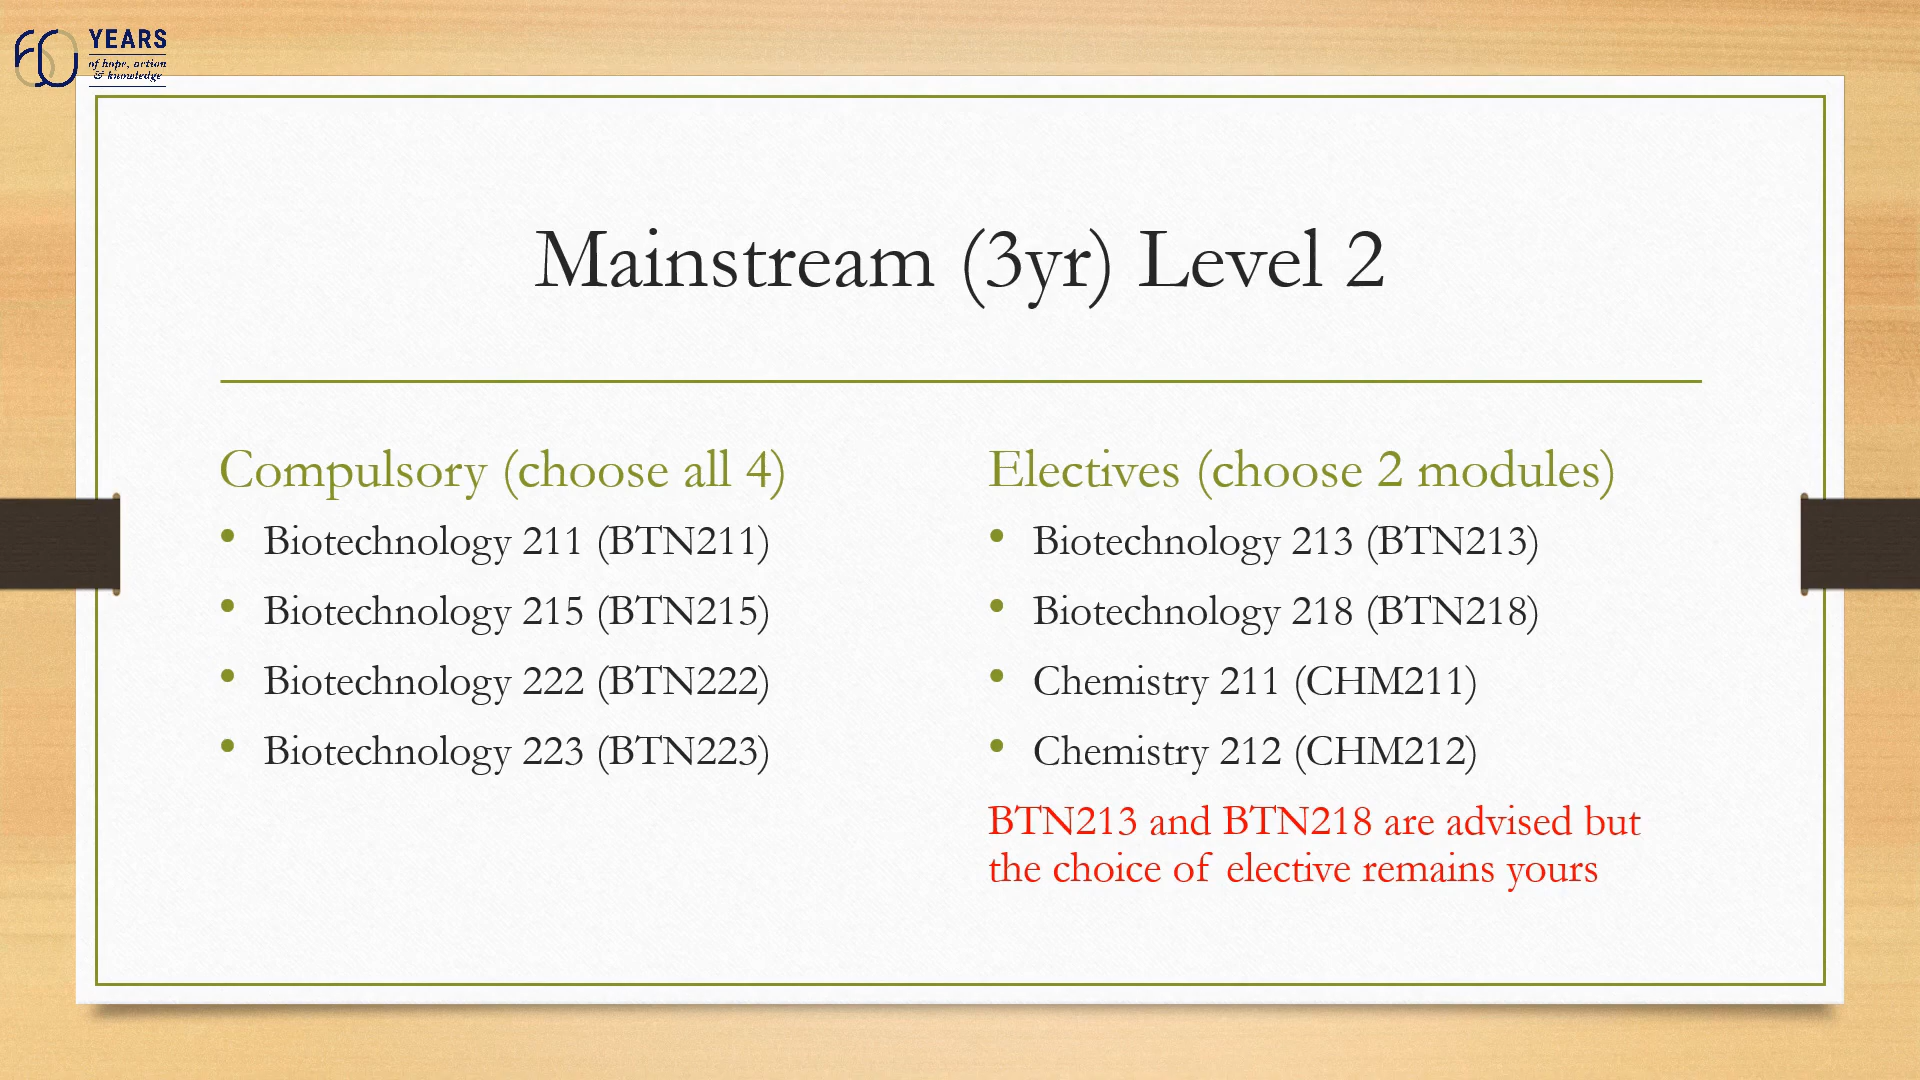 60 YEARS
of hope, action
& knowledge
Mainstream (3yr) Level 2
Compulsory (choose all 4)
• Biotechnology 211 (BTN211)
• Biotechnology 215 (BTN215)
• Biotechnology 222 (BTN222)
• Biotechnology 223 (BTN223)
Electives (choose 2 modules)
• Biotechnology 213 (BTN213)
• Biotechnology 218 (BTN218)
• Chemistry 211 (CHM211)
• Chemistry 212 (CHM212)
BTN213 and BTN218 are advised but
the choice of elective remains yours